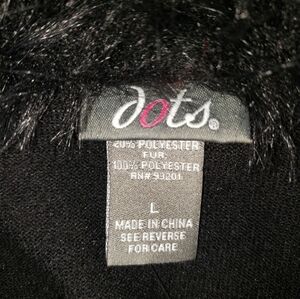 dots.®
20% POLYESTER
FUR:
100% POLYESTER
RN# 93201
L
MADE IN CHINA
SEE REVERSE
FOR CARE